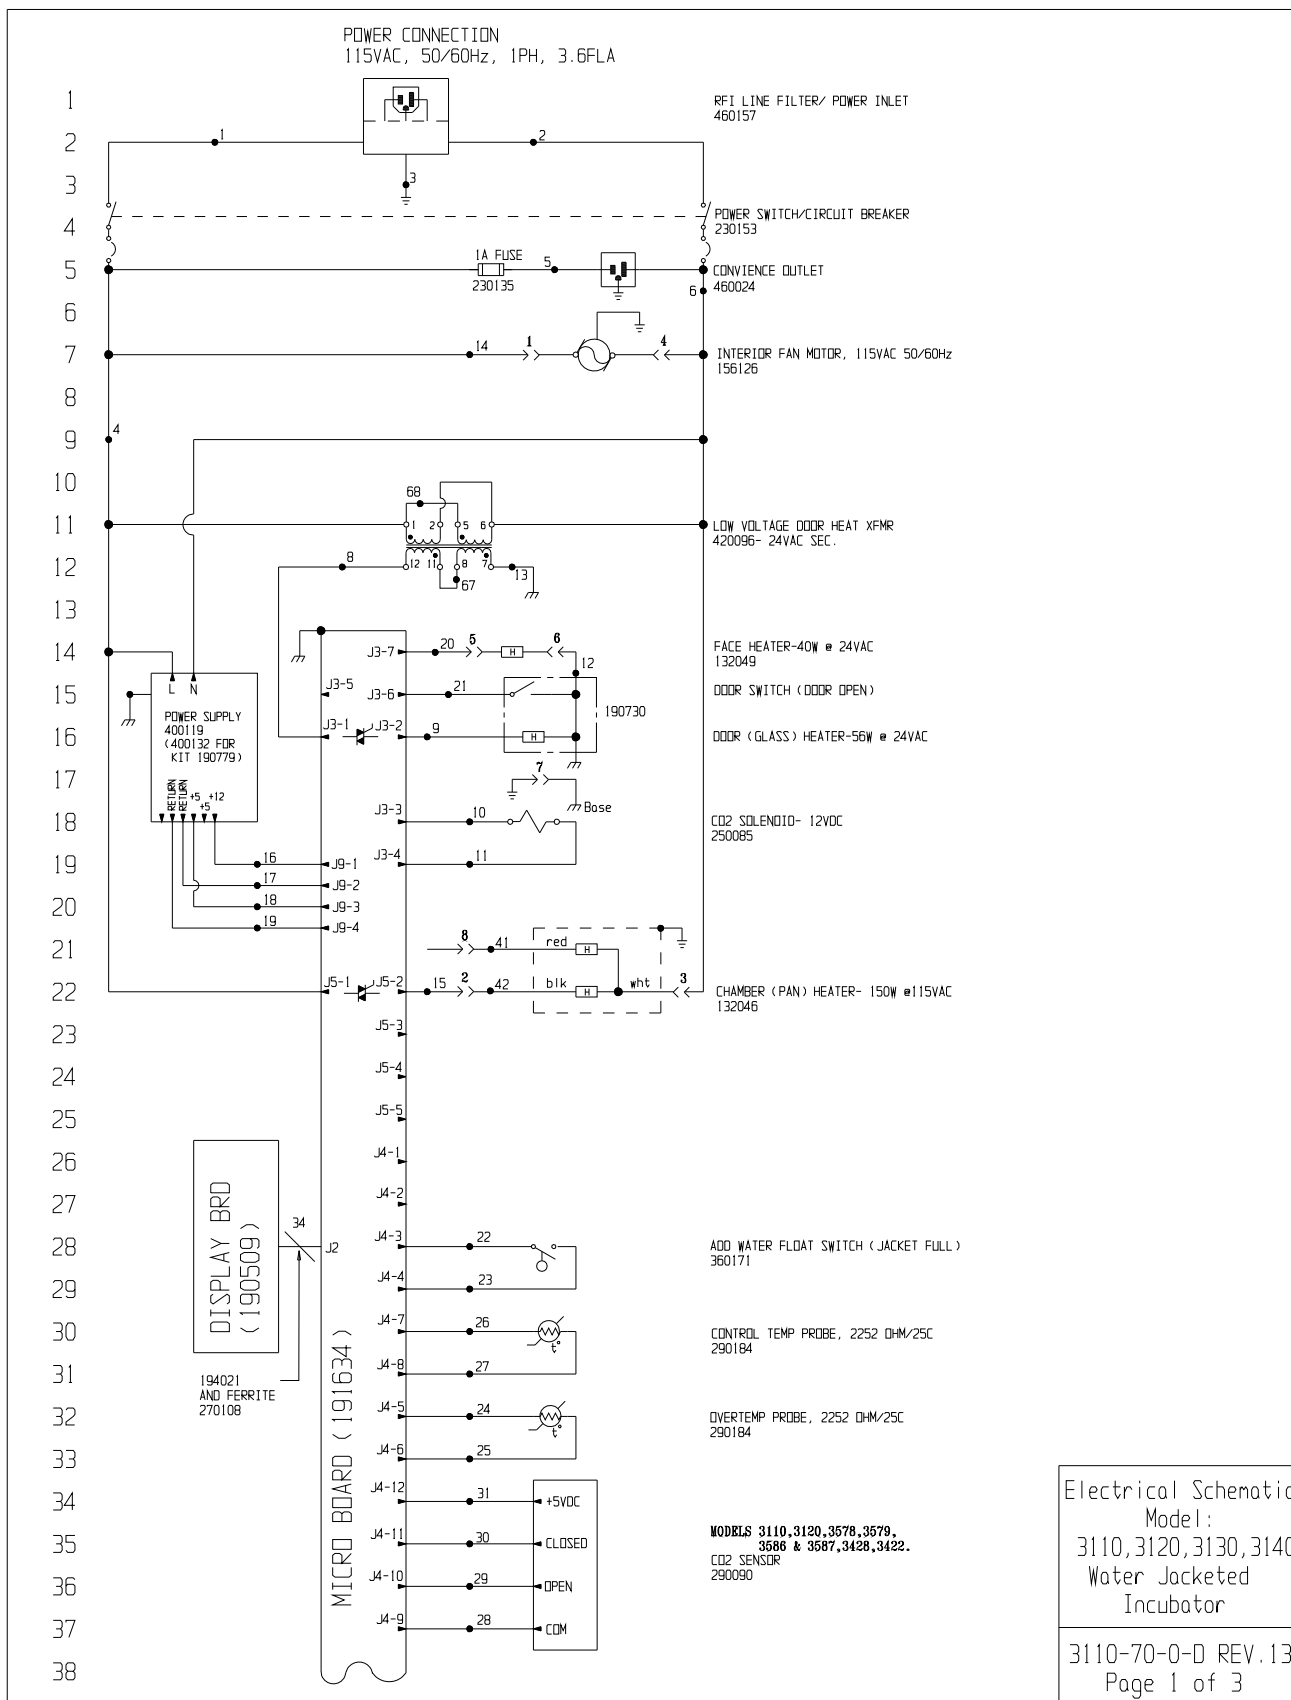 POWER CONNECTION
115VAC, 50/60Hz, 1PH, 3.6FLA
1
RFI LINE FILTER/ POWER INLET
460157
2
1
2
3
3
4
POWER SWITCH/CIRCUIT BREAKER
230153
5
1A FUSE
230135
5
CONVIENCE OUTLET
460024
6
6
7
14
1
4
INTERIOR FAN MOTOR, 115VAC 50/60Hz
156126
8
9
4
10
68
11
1
2
5
6
LOW VOLTAGE DOOR HEAT XFMR
420096- 24VAC SEC.
12
8
12
11
8
7
13
67
13
14
J3-7
20
5
6
FACE HEATER-40W @ 24VAC
132049
12
15
L N
J3-5
J3-6
21
DOOR SWITCH (DOOR OPEN)
190730
POWER SUPPLY
400119
(400132 FOR
KIT 190779)
16
J3-1
J3-2
9
DOOR (GLASS) HEATER-56W @ 24VAC
17
7
RETURN
RETURN
+5
+5
+12
18
J3-3
10
Base
CO2 SOLENOID- 12VDC
250085
19
16
J9-1
J3-4
11
17
J9-2
20
18
J9-3
19
J9-4
21
8
41
red
22
J5-1
J5-2
15
2
42
blk
wht
3
CHAMBER (PAN) HEATER- 150W @115VAC
132046
23
J5-3
24
J5-4
25
J5-5
26
J4-1
27
J4-2
28
DISPLAY BRD
(190509)
34
J2
J4-3
22
ADD WATER FLOAT SWITCH (JACKET FULL)
360171
29
J4-4
23
30
J4-7
26
t°
CONTROL TEMP PROBE, 2252 OHM/25C
290184
31
J4-8
27
194021
AND FERRITE
270108
32
J4-5
24
t°
OVERTEMP PROBE, 2252 OHM/25C
290184
33
J4-6
25
MICRO BOARD (191634)
34
J4-12
31
+5VDC
35
J4-11
30
CLOSED
MODELS 3110,3120,3578,3579,
3586 & 3587,3428,3422.
CO2 SENSOR
290090
36
J4-10
29
OPEN
37
J4-9
28
COM
38
H
H
H
H
Electrical Schematic
Model:
3110,3120,3130,3140
Water Jacketed
Incubator
3110-70-0-D REV.13
Page 1 of 3